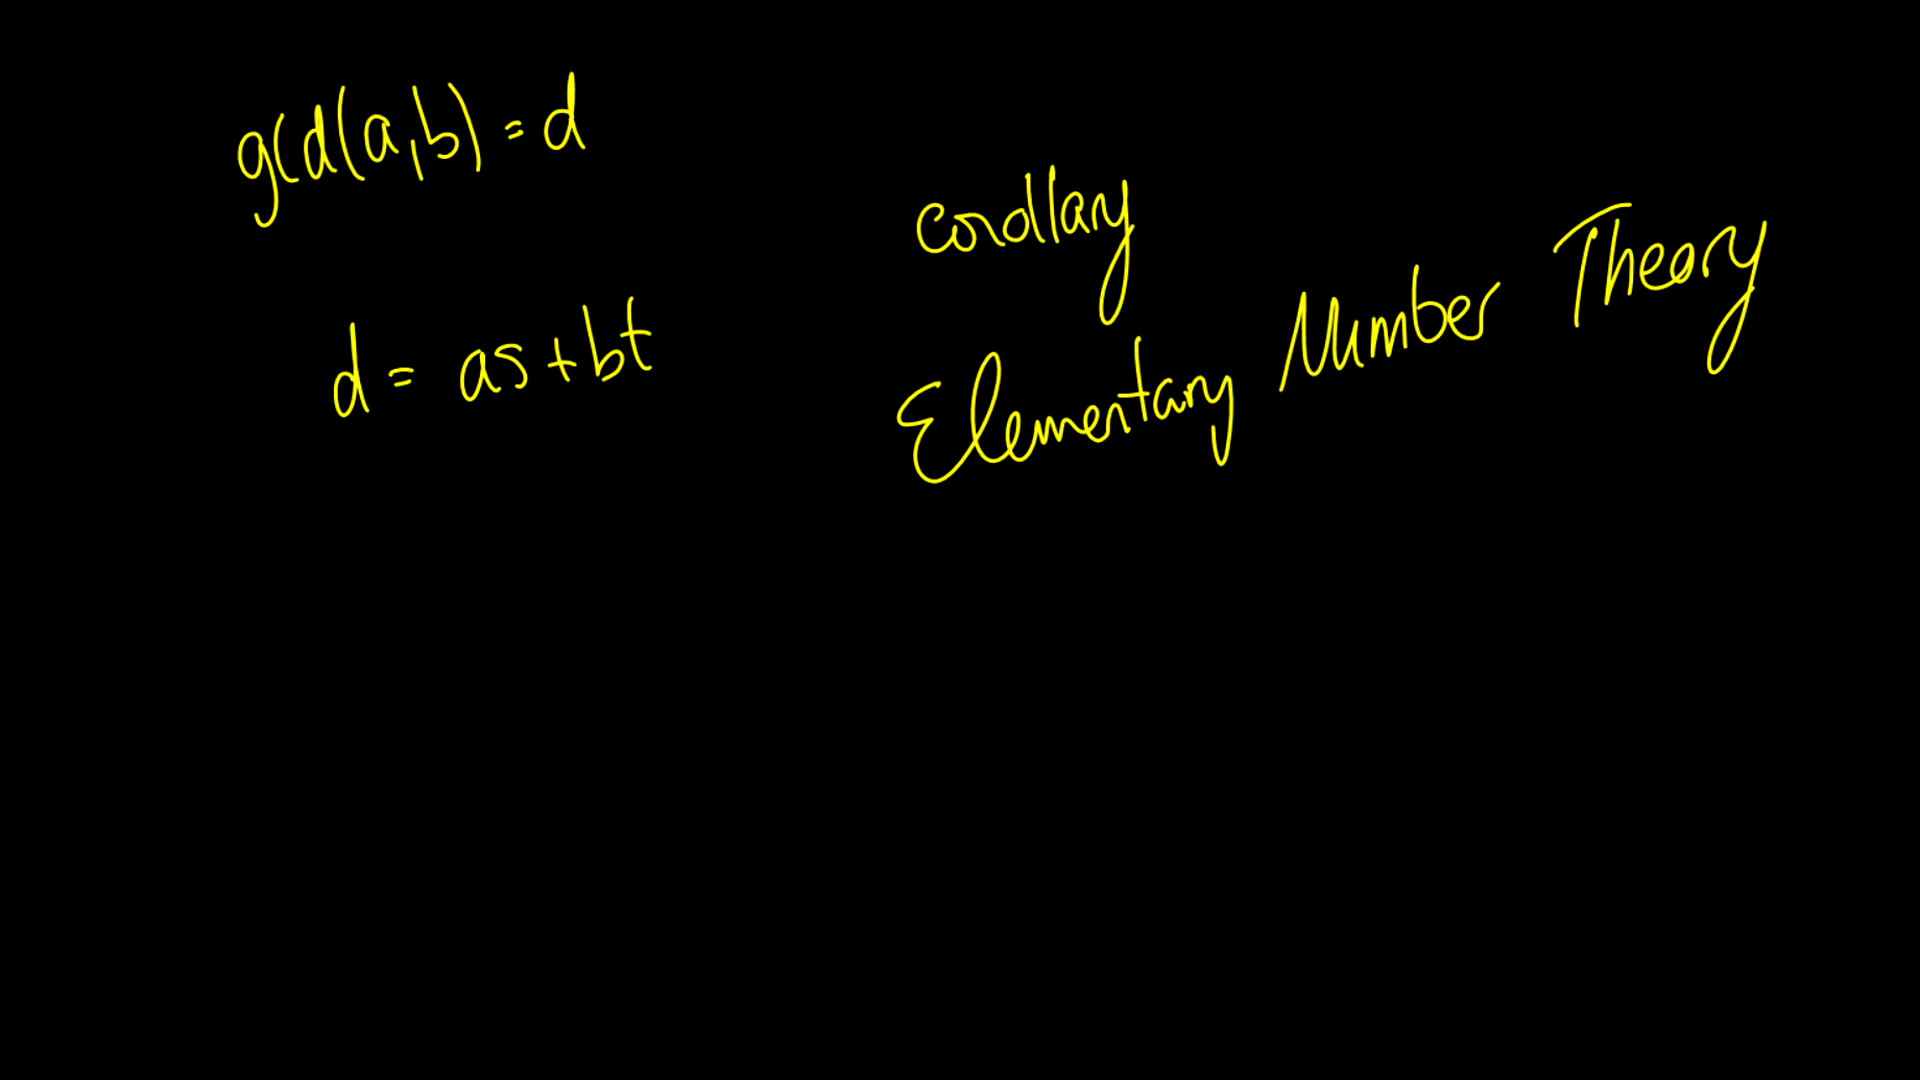 gcd(a,b) = d
d = as + bt
corollary
Elementary Number Theory